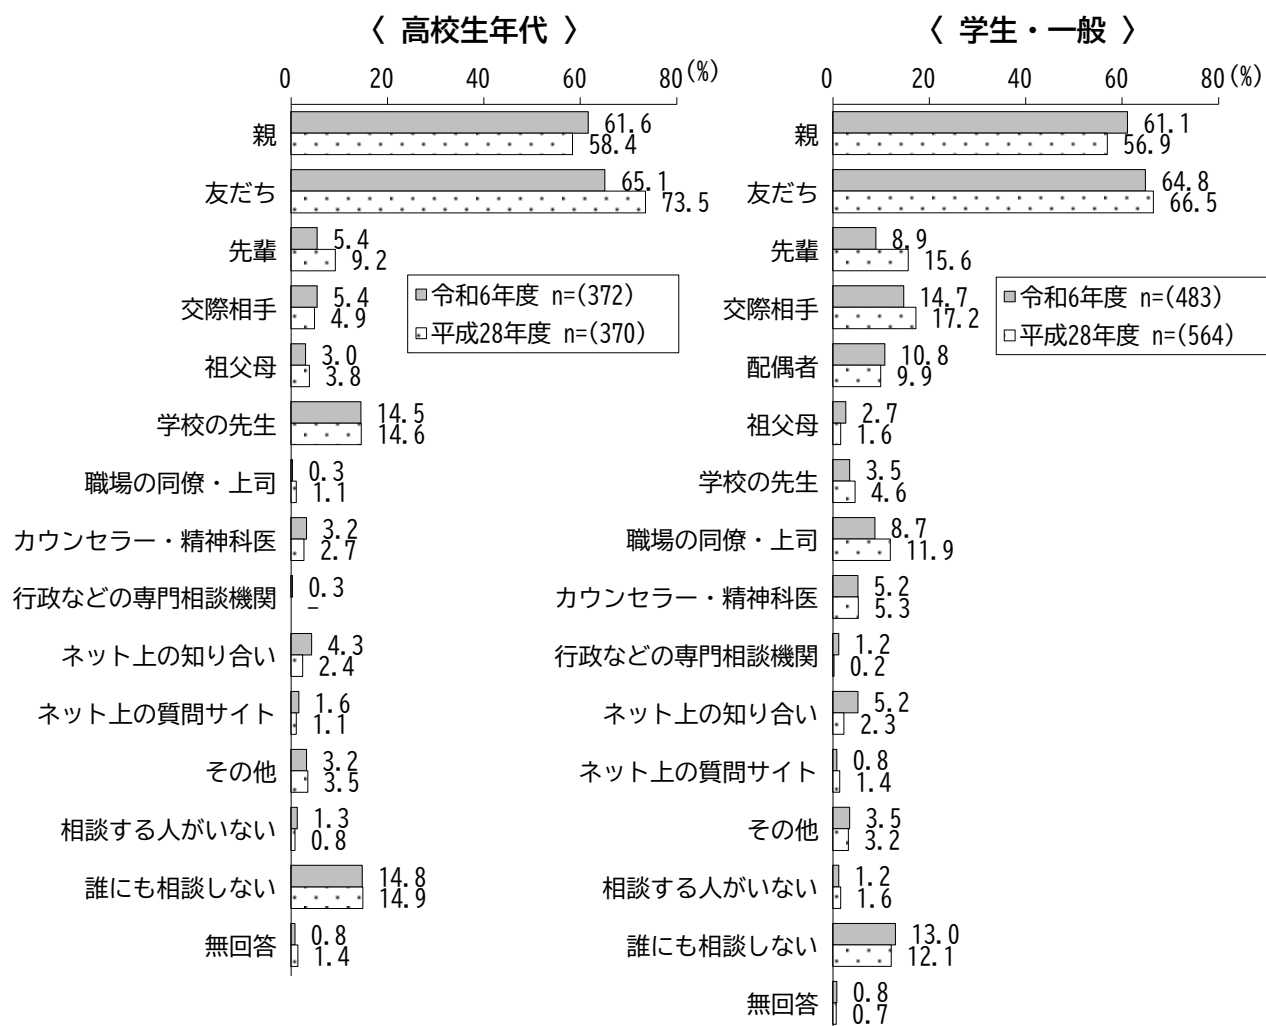 〈 高校生年代 〉
0 20 40 60 80 (%)
親 61.6 58.4
友だち 65.1 73.5
先輩 5.4 9.2
交際相手 5.4 4.9
祖父母 3.0 3.8
学校の先生 14.5 14.6
職場の同僚・上司 0.3 1.1
カウンセラー・精神科医 3.2 2.7
行政などの専門相談機関 0.3 –
ネット上の知り合い 4.3 2.4
ネット上の質問サイト 1.6 1.1
その他 3.2 3.5
相談する人がいない 1.3 0.8
誰にも相談しない 14.8 14.9
無回答 0.8 1.4
令和6年度 n=(372)
平成28年度 n=(370)
〈 学生・一般 〉
0 20 40 60 80 (%)
親 61.1 56.9
友だち 64.8 66.5
先輩 8.9 15.6
交際相手 14.7 17.2
配偶者 10.8 9.9
祖父母 2.7 1.6
学校の先生 3.5 4.6
職場の同僚・上司 8.7 11.9
カウンセラー・精神科医 5.2 5.3
行政などの専門相談機関 1.2 0.2
ネット上の知り合い 5.2 2.3
ネット上の質問サイト 0.8 1.4
その他 3.5 3.2
相談する人がいない 1.2 1.6
誰にも相談しない 13.0 12.1
無回答 0.8 0.7
令和6年度 n=(483)
平成28年度 n=(564)